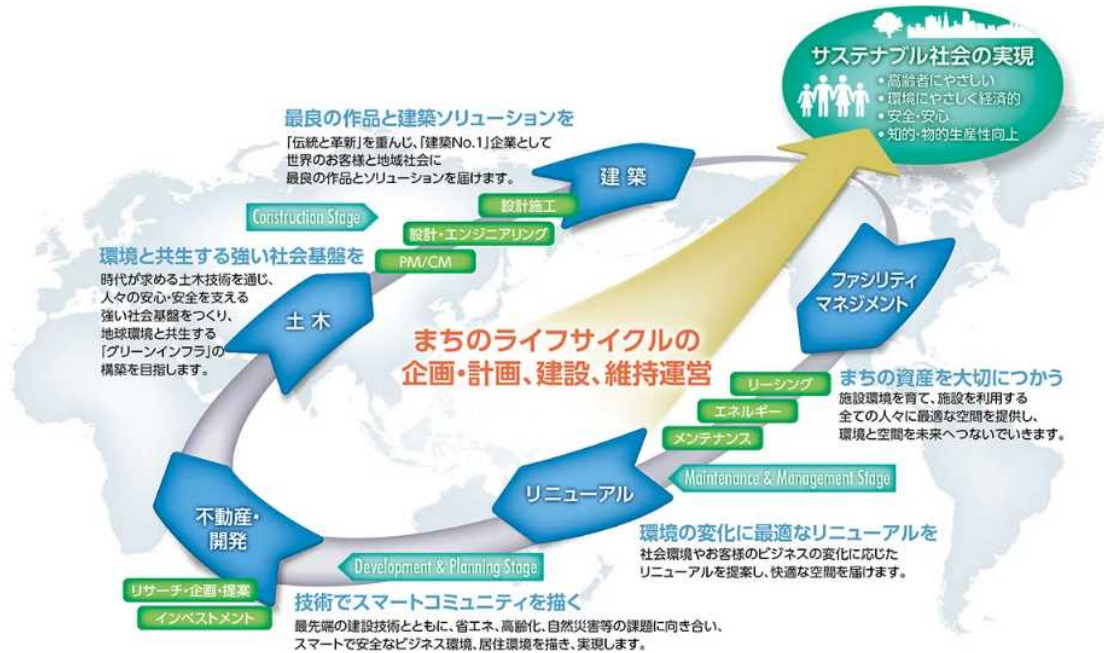 サステナブル社会の実現
・高齢者にやさしい
・環境にやさしく経済的
・安全・安心
・知的・物的生産性向上
最良の作品と建築ソリューションを
「伝統と革新」を重んじ、「建築No.1」企業として
世界のお客様と地域社会に
最良の作品とソリューションを届けます。
建築
Construction Stage
設計施工
設計・エンジニアリング
PM/CM
環境と共生する強い社会基盤を
時代が求める土木技術を通じ、
人々の安心・安全を支える
強い社会基盤をつくり、
地球環境と共生する
「グリーンインフラ」の
構築を目指します。
土木
ファシリティ
マネジメント
まちのライフサイクルの
企画・計画、建設、維持運営
リーシング
エネルギー
メンテナンス
まちの資産を大切につかう
施設環境を育て、施設を利用する
全ての人々に最適な空間を提供し、
環境と空間を未来へつないでいきます。
Maintenance & Management Stage
リニューアル
環境の変化に最適なリニューアルを
社会環境やお客様のビジネスの変化に応じた
リニューアルを提案し、快適な空間を届けます。
不動産・
開発
Development & Planning Stage
リサーチ・企画・提案
インベストメント
技術でスマートコミュニティを描く
最先端の建設技術とともに、省エネ、高齢化、自然災害等の課題に向き合い、
スマートで安全なビジネス環境、居住環境を描き、実現します。